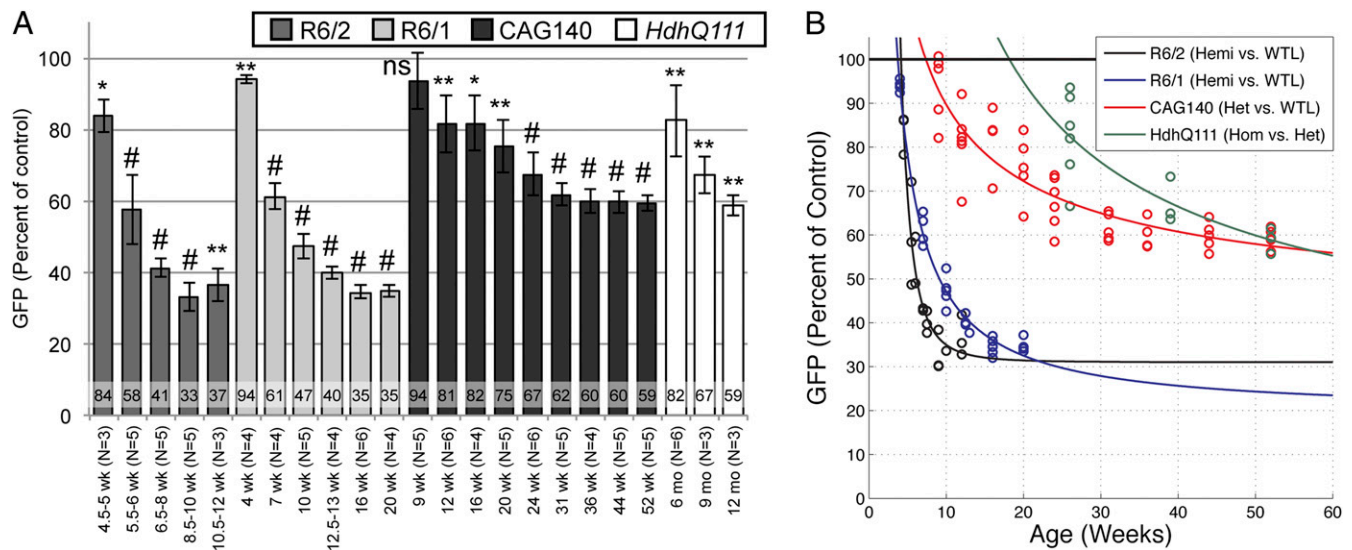 A
R6/2 R6/1 CAG140 HdhQ111
GFP (Percent of control)
100
80
60
40
20
0
* # # # ** ** # # # # # ns ** * ** # # # # # ** ** **
84 58 41 33 37 94 61 47 40 35 35 94 81 82 75 67 62 60 60 59 82 67 59
4.5-5 wk (N=3)
5.5-6 wk (N=5)
6.5-8 wk (N=5)
8.5-10 wk (N=5)
10.5-12 wk (N=3)
4 wk (N=4)
7 wk (N=4)
10 wk (N=5)
12.5-13 wk (N=4)
16 wk (N=6)
20 wk (N=4)
9 wk (N=5)
12 wk (N=6)
16 wk (N=4)
20 wk (N=5)
24 wk (N=6)
31 wk (N=5)
36 wk (N=4)
44 wk (N=5)
52 wk (N=5)
6 mo (N=6)
9 mo (N=3)
12 mo (N=3)
B
R6/2 (Hemi vs. WTL)
R6/1 (Hemi vs. WTL)
CAG140 (Het vs. WTL)
HdhQ111 (Hom vs. Het)
GFP (Percent of Control)
100
90
80
70
60
50
40
30
20
10
0
0 10 20 30 40 50 60
Age (Weeks)